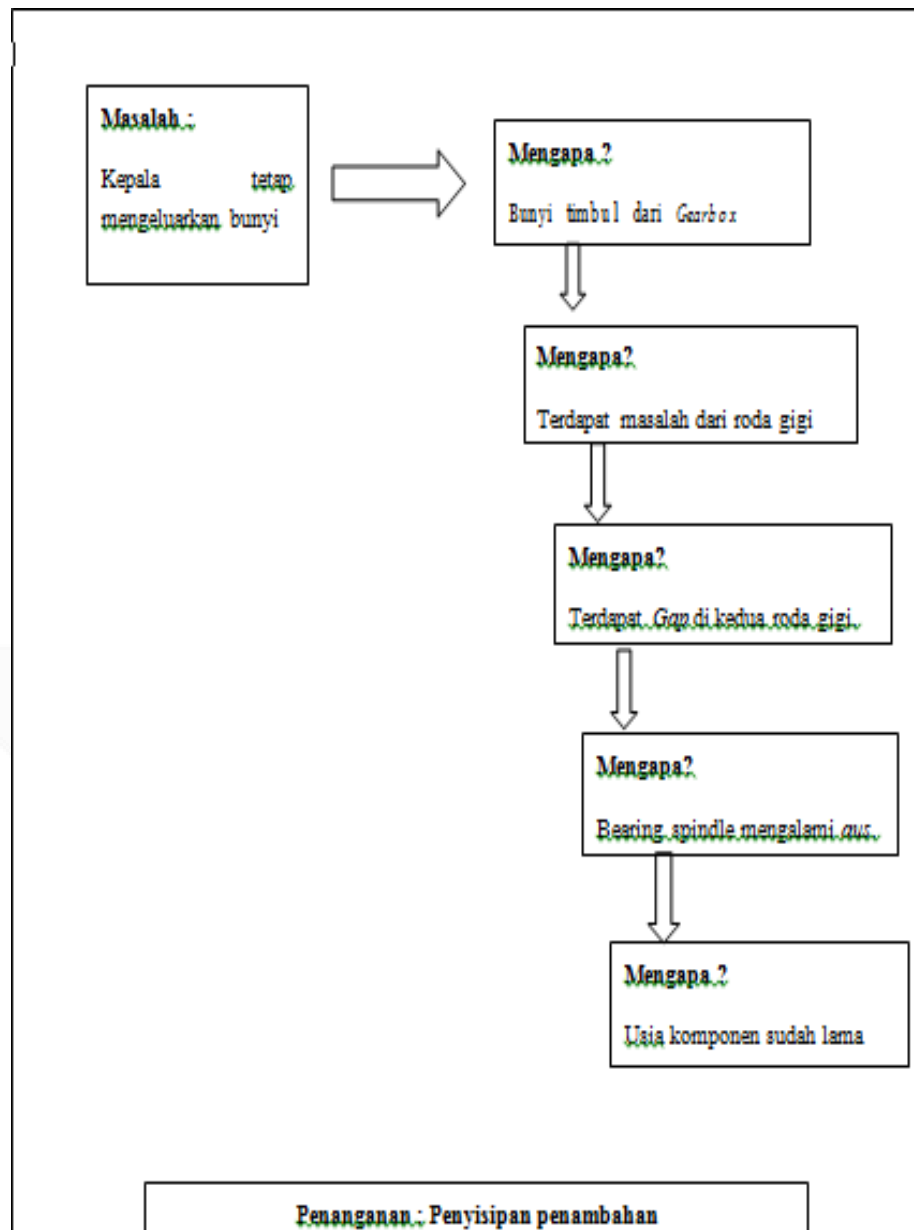 Masalah :
Kepala tetap
mengeluarkan bunyi
Mengapa ?
Bunyi timbul dari Gearbox
Mengapa?
Terdapat masalah dari roda gigi
Mengapa?
Terdapat Gap di kedua roda gigi.
Mengapa?
Bearing spindle mengalami aus.
Mengapa ?
Usia komponen sudah lama
Penanganan : Penyisipan penambahan